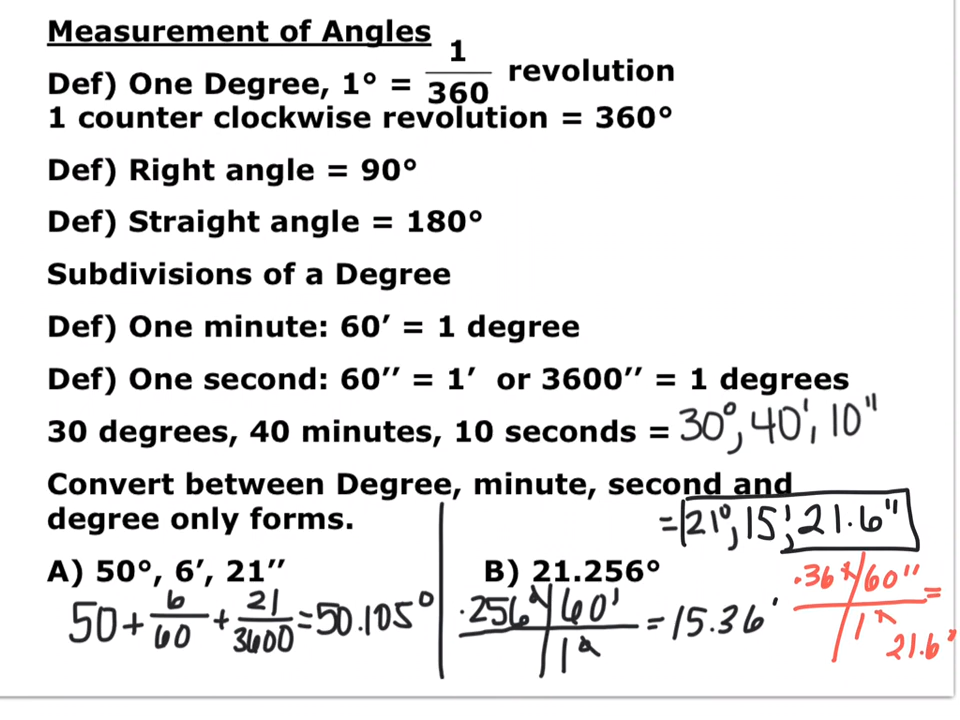 Measurement of Angles
Def) One Degree, 1° = 1/360 revolution
1 counter clockwise revolution = 360°
Def) Right angle = 90°
Def) Straight angle = 180°
Subdivisions of a Degree
Def) One minute: 60′ = 1 degree
Def) One second: 60′′ = 1′ or 3600′′ = 1 degrees
30 degrees, 40 minutes, 10 seconds = 30°, 40', 10"
Convert between Degree, minute, second and
degree only forms.
= 21°, 15', 21.6"
A) 50°, 6′, 21′′
50 + 6/60 + 21/3600 = 50.105°
B) 21.256°
.256 | 60'
1
= 15.36'
.36 | 60" =
1
21.6"